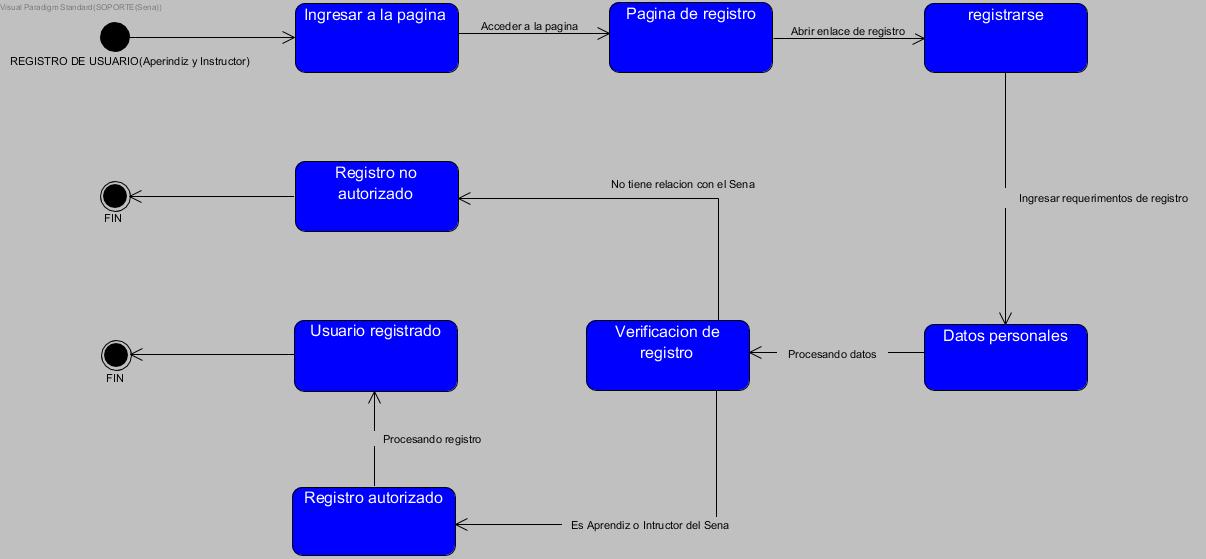 Visual Paradigm Standard(SOPORTE(Sena))
Ingresar a la pagina
Acceder a la pagina
Pagina de registro
Abrir enlace de registro
registrarse
REGISTRO DE USUARIO(Aperindiz y Instructor)
Registro no
autorizado
No tiene relacion con el Sena
Ingresar requerimentos de registro
FIN
Usuario registrado
Verificacion de
registro
Procesando datos
Datos personales
FIN
Procesando registro
Registro autorizado
Es Aprendiz o Intructor del Sena